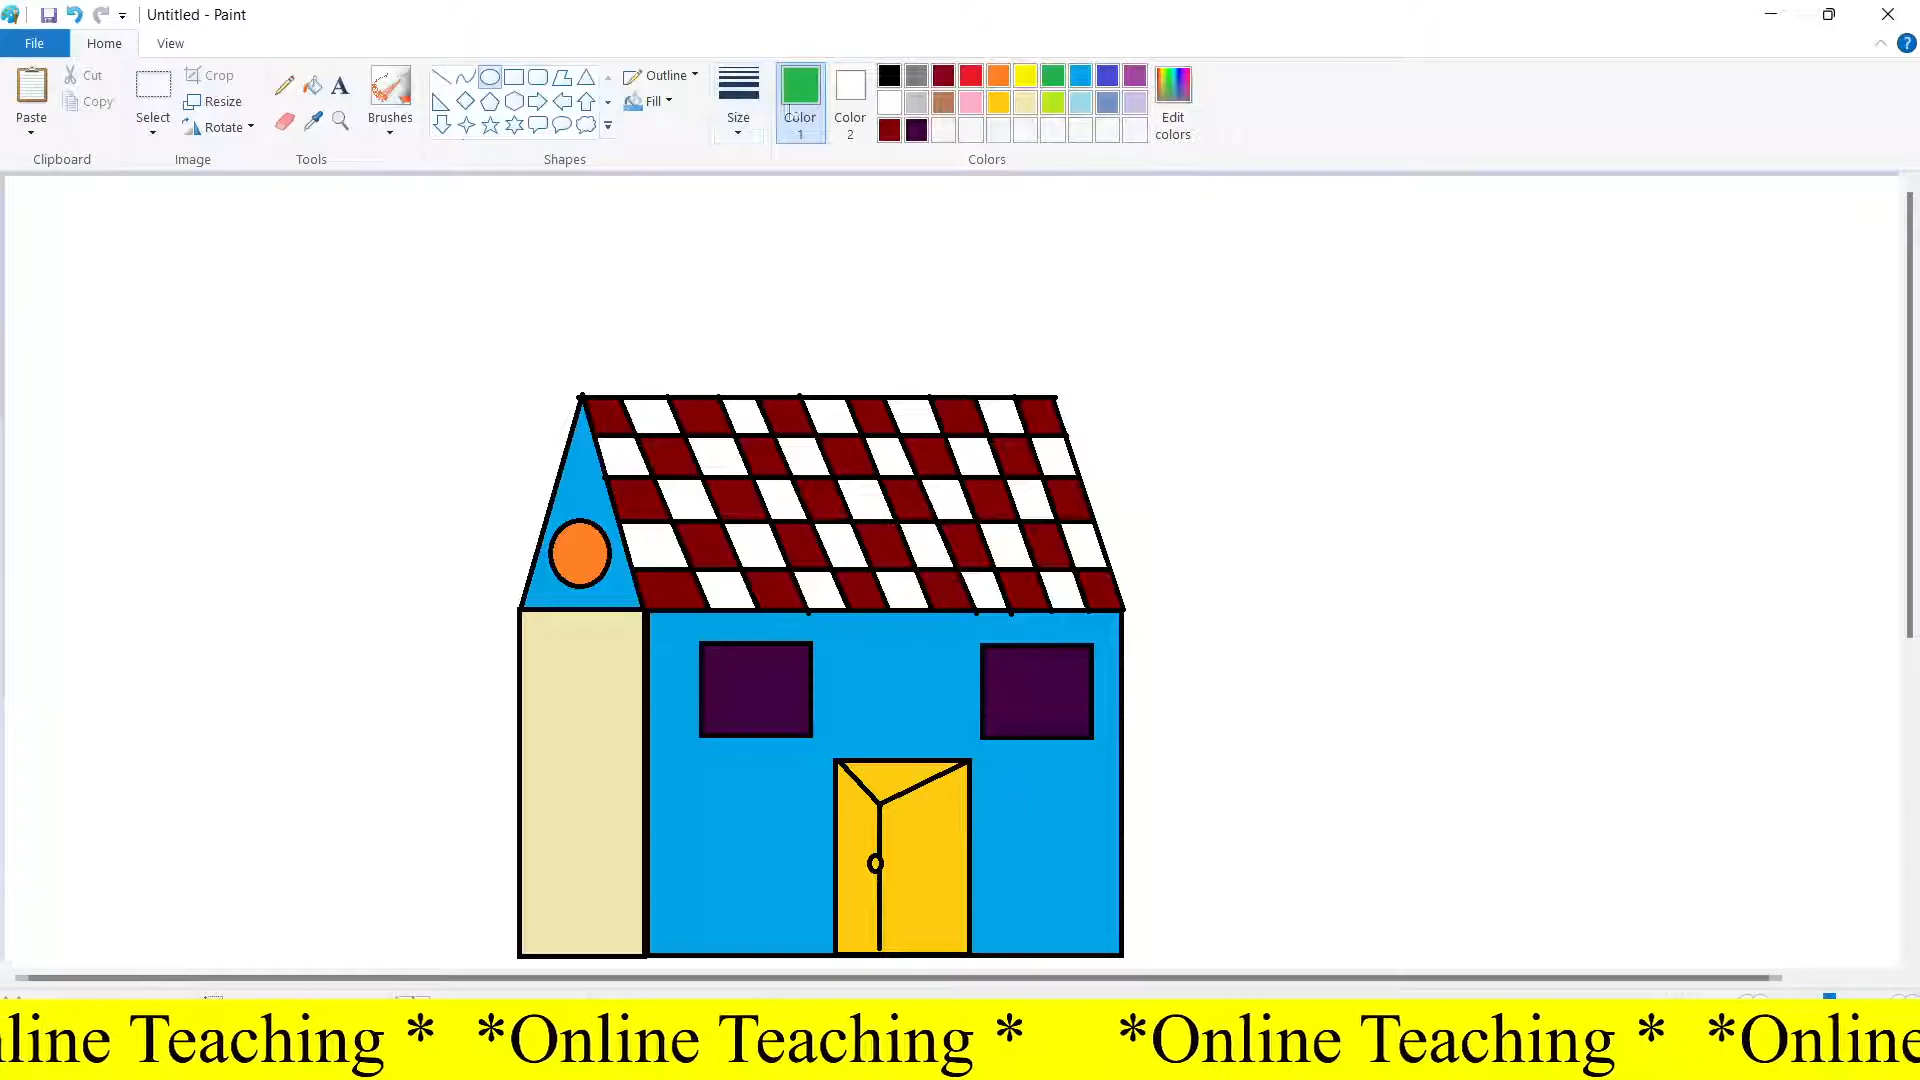 Untitled - Paint
File Home View
Paste Cut Copy Clipboard
Select Crop Resize Rotate Image
Tools
Brushes
Outline Fill Shapes
Size
Color 1 Color 2
Edit colors
Colors
nline Teaching * *Online Teaching * *Online Teaching * *Online